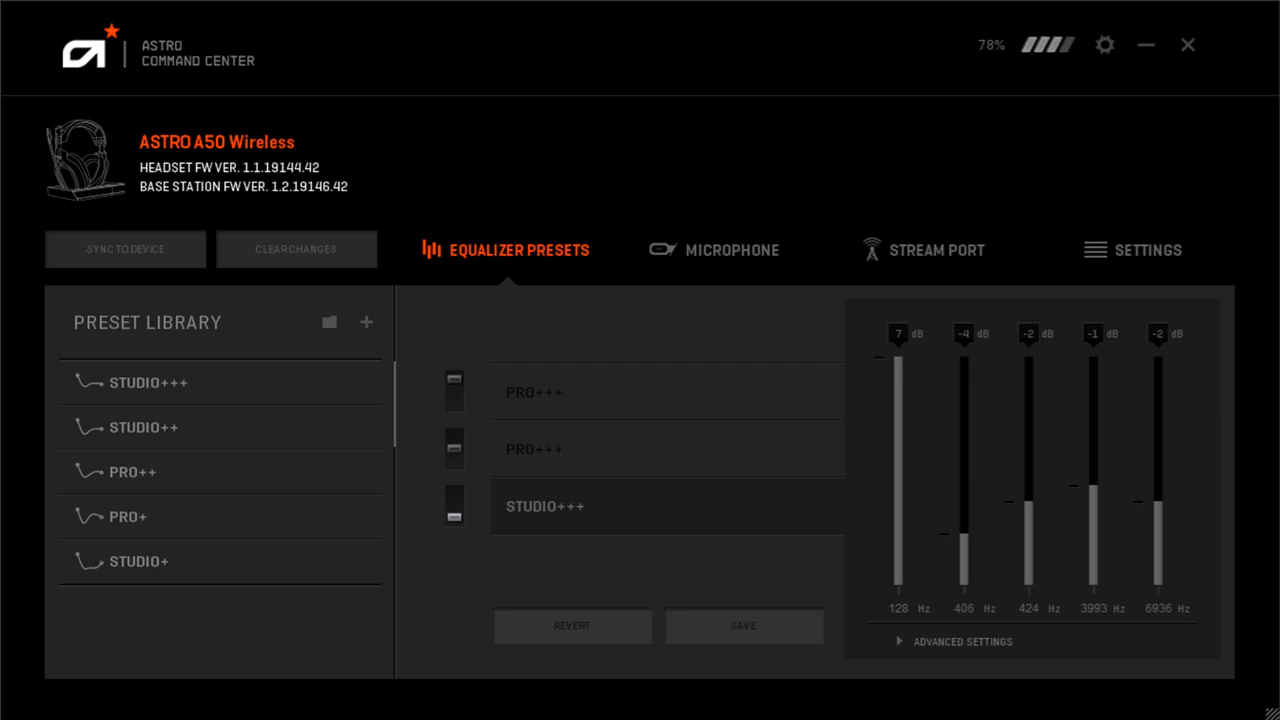 ASTRO
COMMAND CENTER
78%
ASTRO A50 Wireless
HEADSET FW VER. 1.1.19144.42
BASE STATION FW VER. 1.2.19146.42
SYNC TO DEVICE
CLEAR CHANGES
EQUALIZER PRESETS
MICROPHONE
STREAM PORT
SETTINGS
PRESET LIBRARY
STUDIO+++
STUDIO++
PRO++
PRO+
STUDIO+
PRO+++
PRO+++
STUDIO+++
REVERT
SAVE
7 dB -4 dB -2 dB -1 dB -2 dB
128 Hz 406 Hz 424 Hz 3993 Hz 6936 Hz
ADVANCED SETTINGS